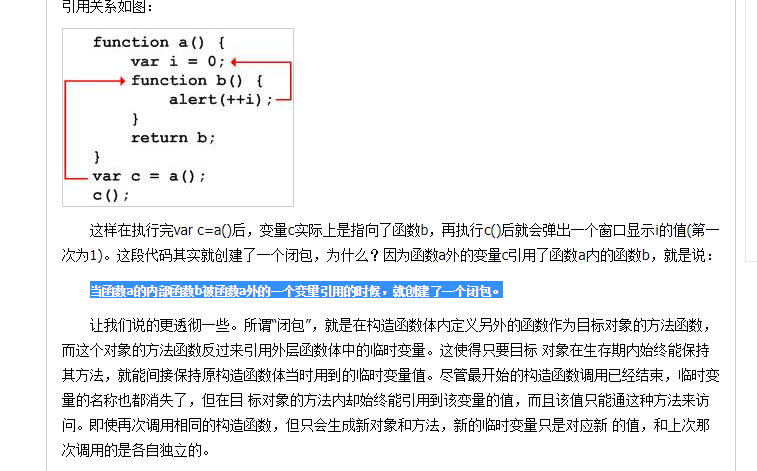 引用关系如图：
function a() {
var i = 0;
function b() {
alert(++i);
}
return b;
}
var c = a();
c();
这样在执行完var c=a()后，变量c实际上是指向了函数b，再执行c()后就会弹出一个窗口显示i的值(第一
次为1)。这段代码其实就创建了一个闭包，为什么？因为函数a外的变量c引用了函数a内的函数b，就是说：
当函数a的内部函数b被函数a外的一个变量引用的时候，就创建了一个闭包。
让我们说的更透彻一些。所谓“闭包”，就是在构造函数体内定义另外的函数作为目标对象的方法函数，
而这个对象的方法函数反过来引用外层函数体中的临时变量。这使得只要目标 对象在生存期内始终能保持
其方法，就能间接保持原构造函数体当时用到的临时变量值。尽管最开始的构造函数调用已经结束，临时变
量的名称也都消失了，但在目 标对象的方法内却始终能引用到该变量的值，而且该值只能通这种方法来访
问。即使再次调用相同的构造函数，但只会生成新对象和方法，新的临时变量只是对应新 的值，和上次那
次调用的是各自独立的。